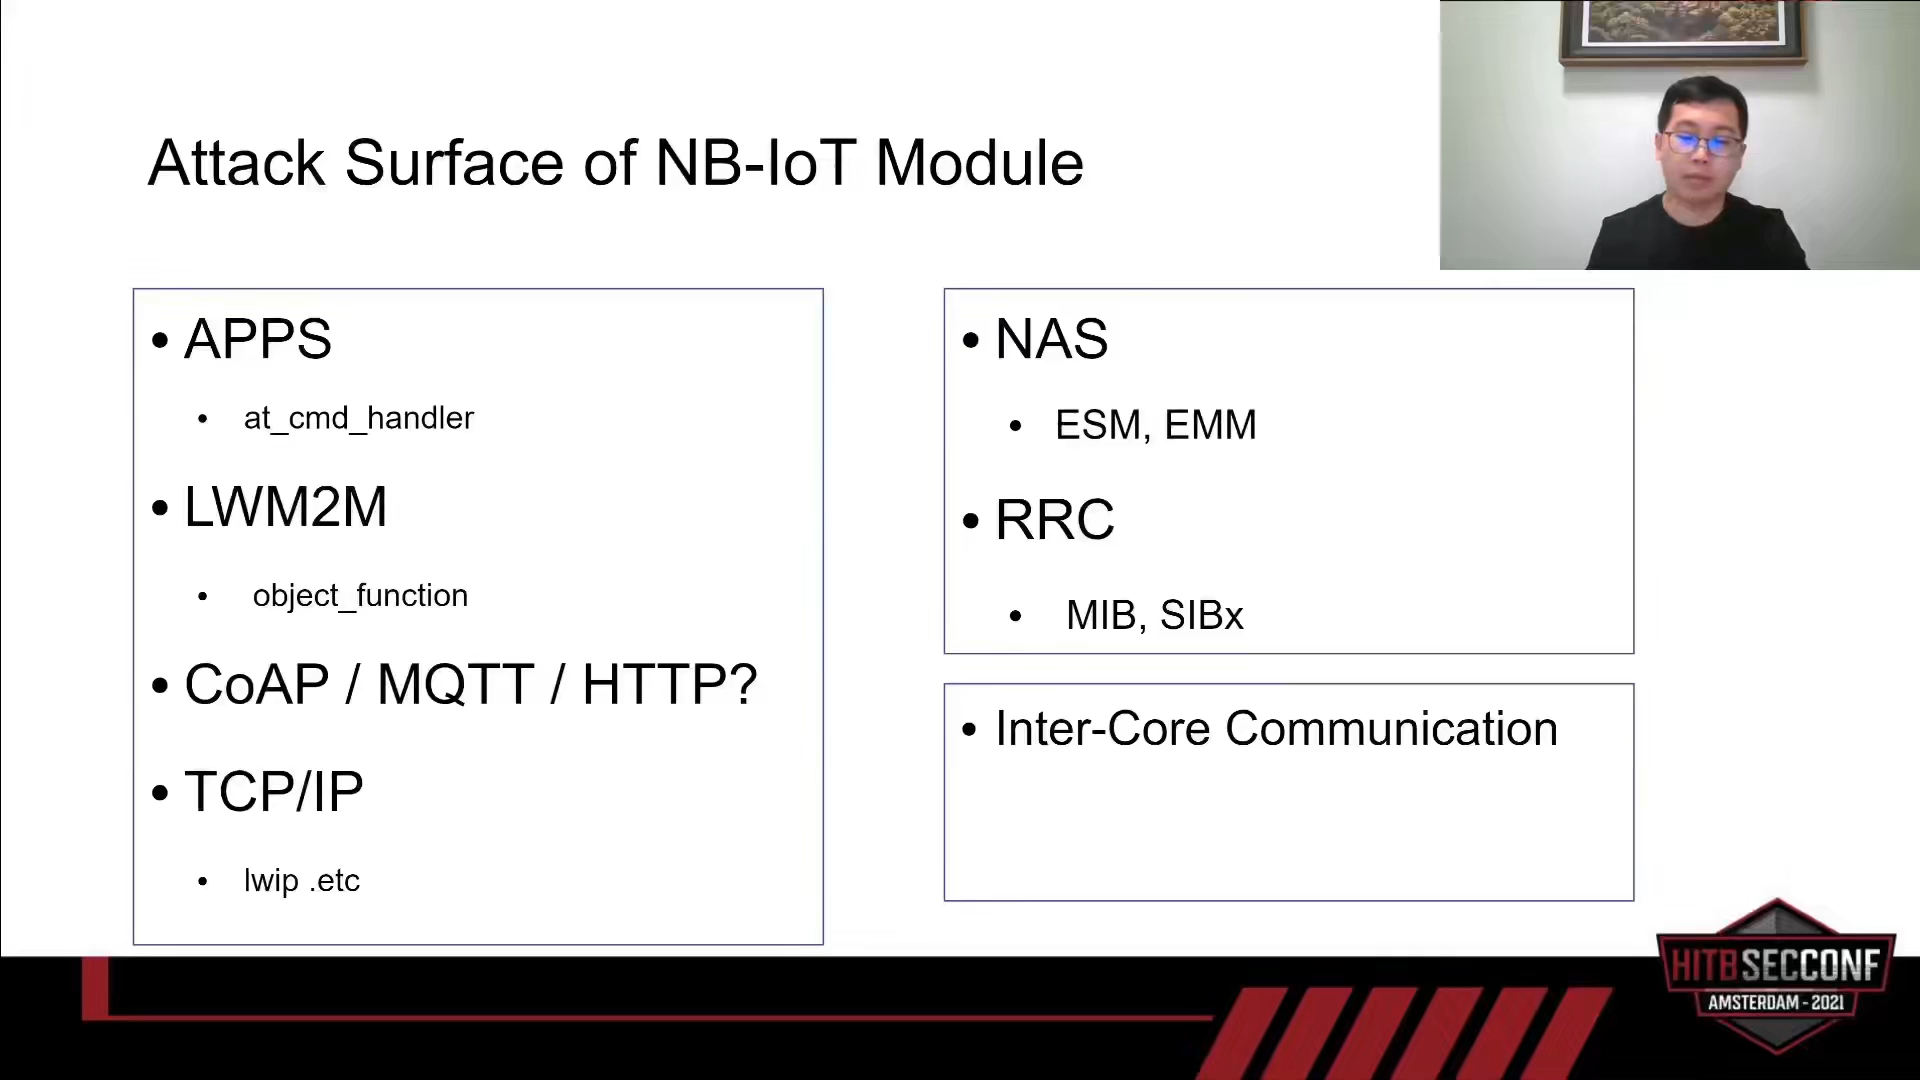 Attack Surface of NB-IoT Module
• APPS
• at_cmd_handler
• LWM2M
• object_function
• CoAP / MQTT / HTTP?
• TCP/IP
• lwip .etc
• NAS
• ESM, EMM
• RRC
• MIB, SIBx
• Inter-Core Communication
HITBSECCONF
AMSTERDAM - 2021